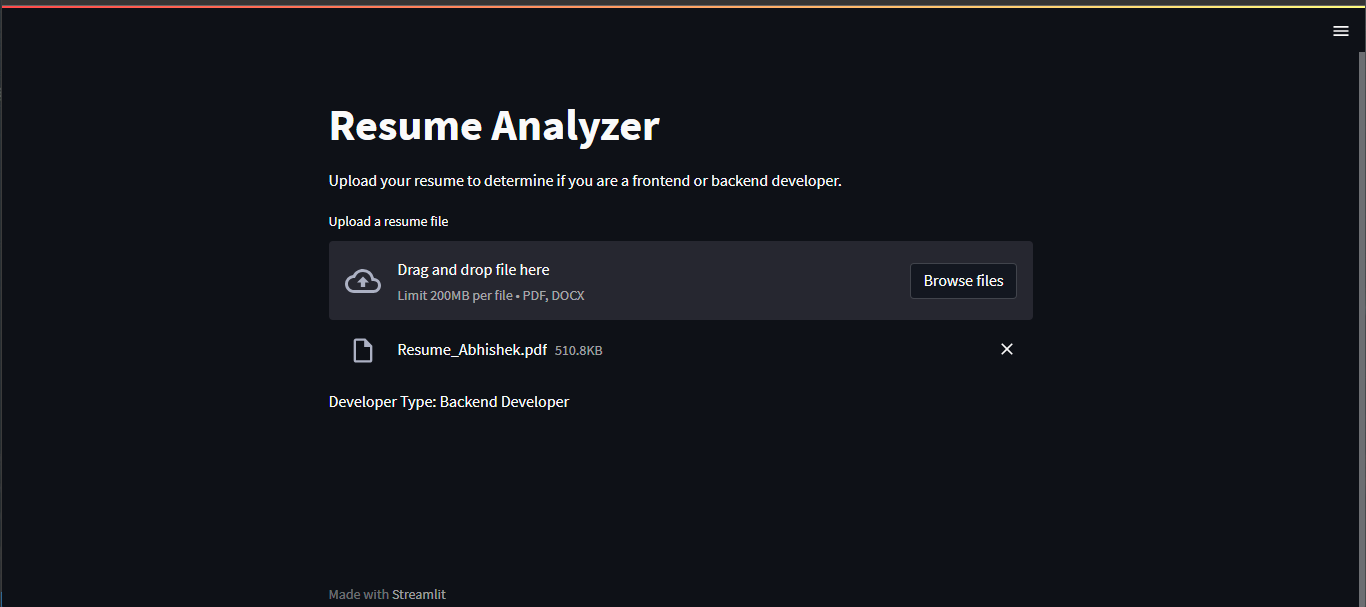 Resume Analyzer
Upload your resume to determine if you are a frontend or backend developer.
Upload a resume file
Drag and drop file here
Limit 200MB per file • PDF, DOCX
Browse files
Resume_Abhishek.pdf 510.8KB
Developer Type: Backend Developer
Made with Streamlit